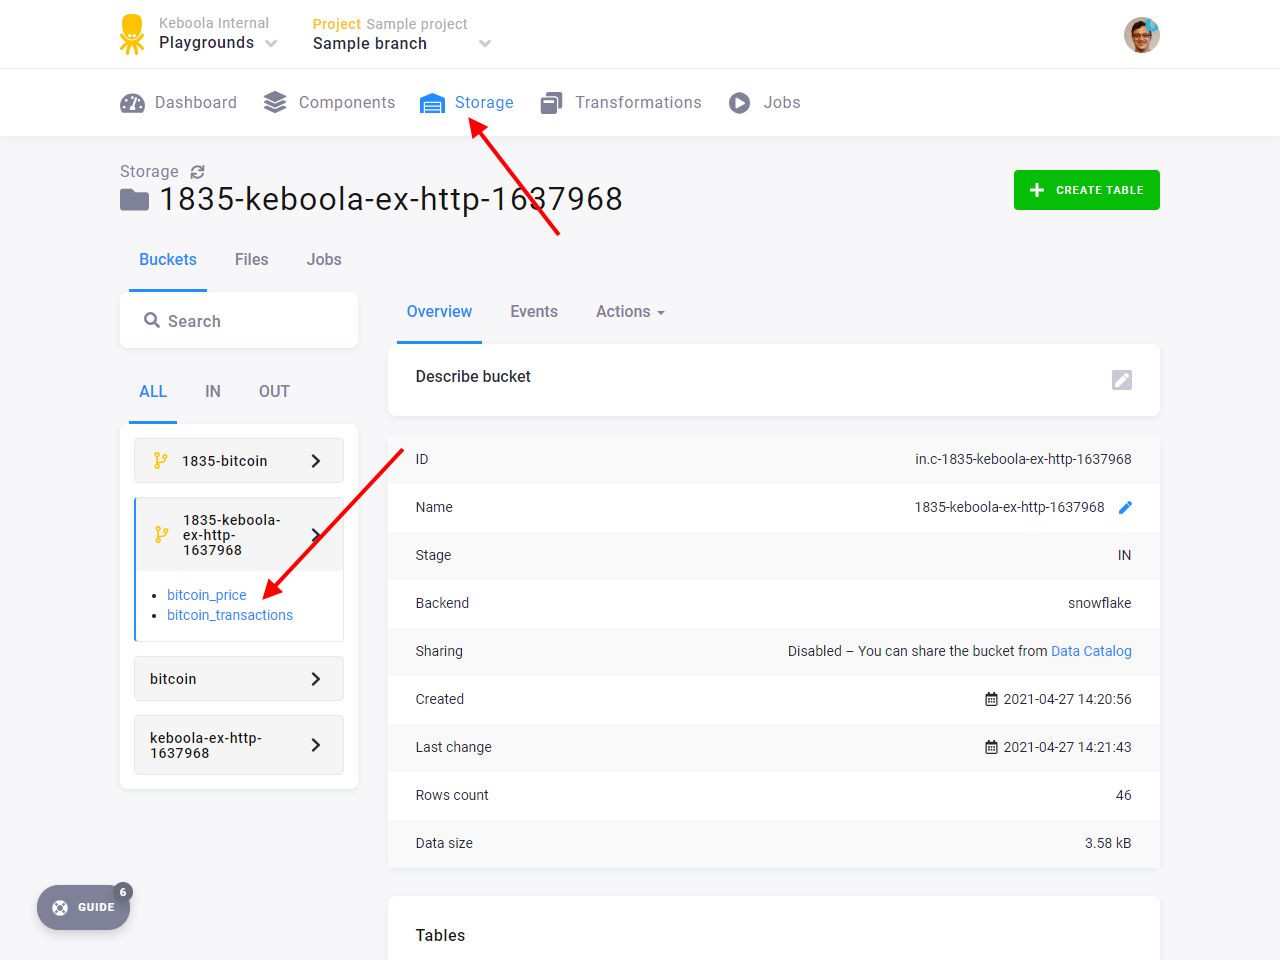 Keboola Internal
Playgrounds
Project Sample project
Sample branch
Dashboard
Components
Storage
Transformations
Jobs
Storage
1835-keboola-ex-http-1637968
CREATE TABLE
Buckets
Files
Jobs
Search
ALL
IN
OUT
1835-bitcoin
1835-keboola-
ex-http-
1637968
bitcoin_price
bitcoin_transactions
bitcoin
keboola-ex-http-
1637968
Overview
Events
Actions
Describe bucket
ID in.c-1835-keboola-ex-http-1637968
Name 1835-keboola-ex-http-1637968
Stage IN
Backend snowflake
Sharing Disabled – You can share the bucket from Data Catalog
Created 2021-04-27 14:20:56
Last change 2021-04-27 14:21:43
Rows count 46
Data size 3.58 kB
Tables
GUIDE
6